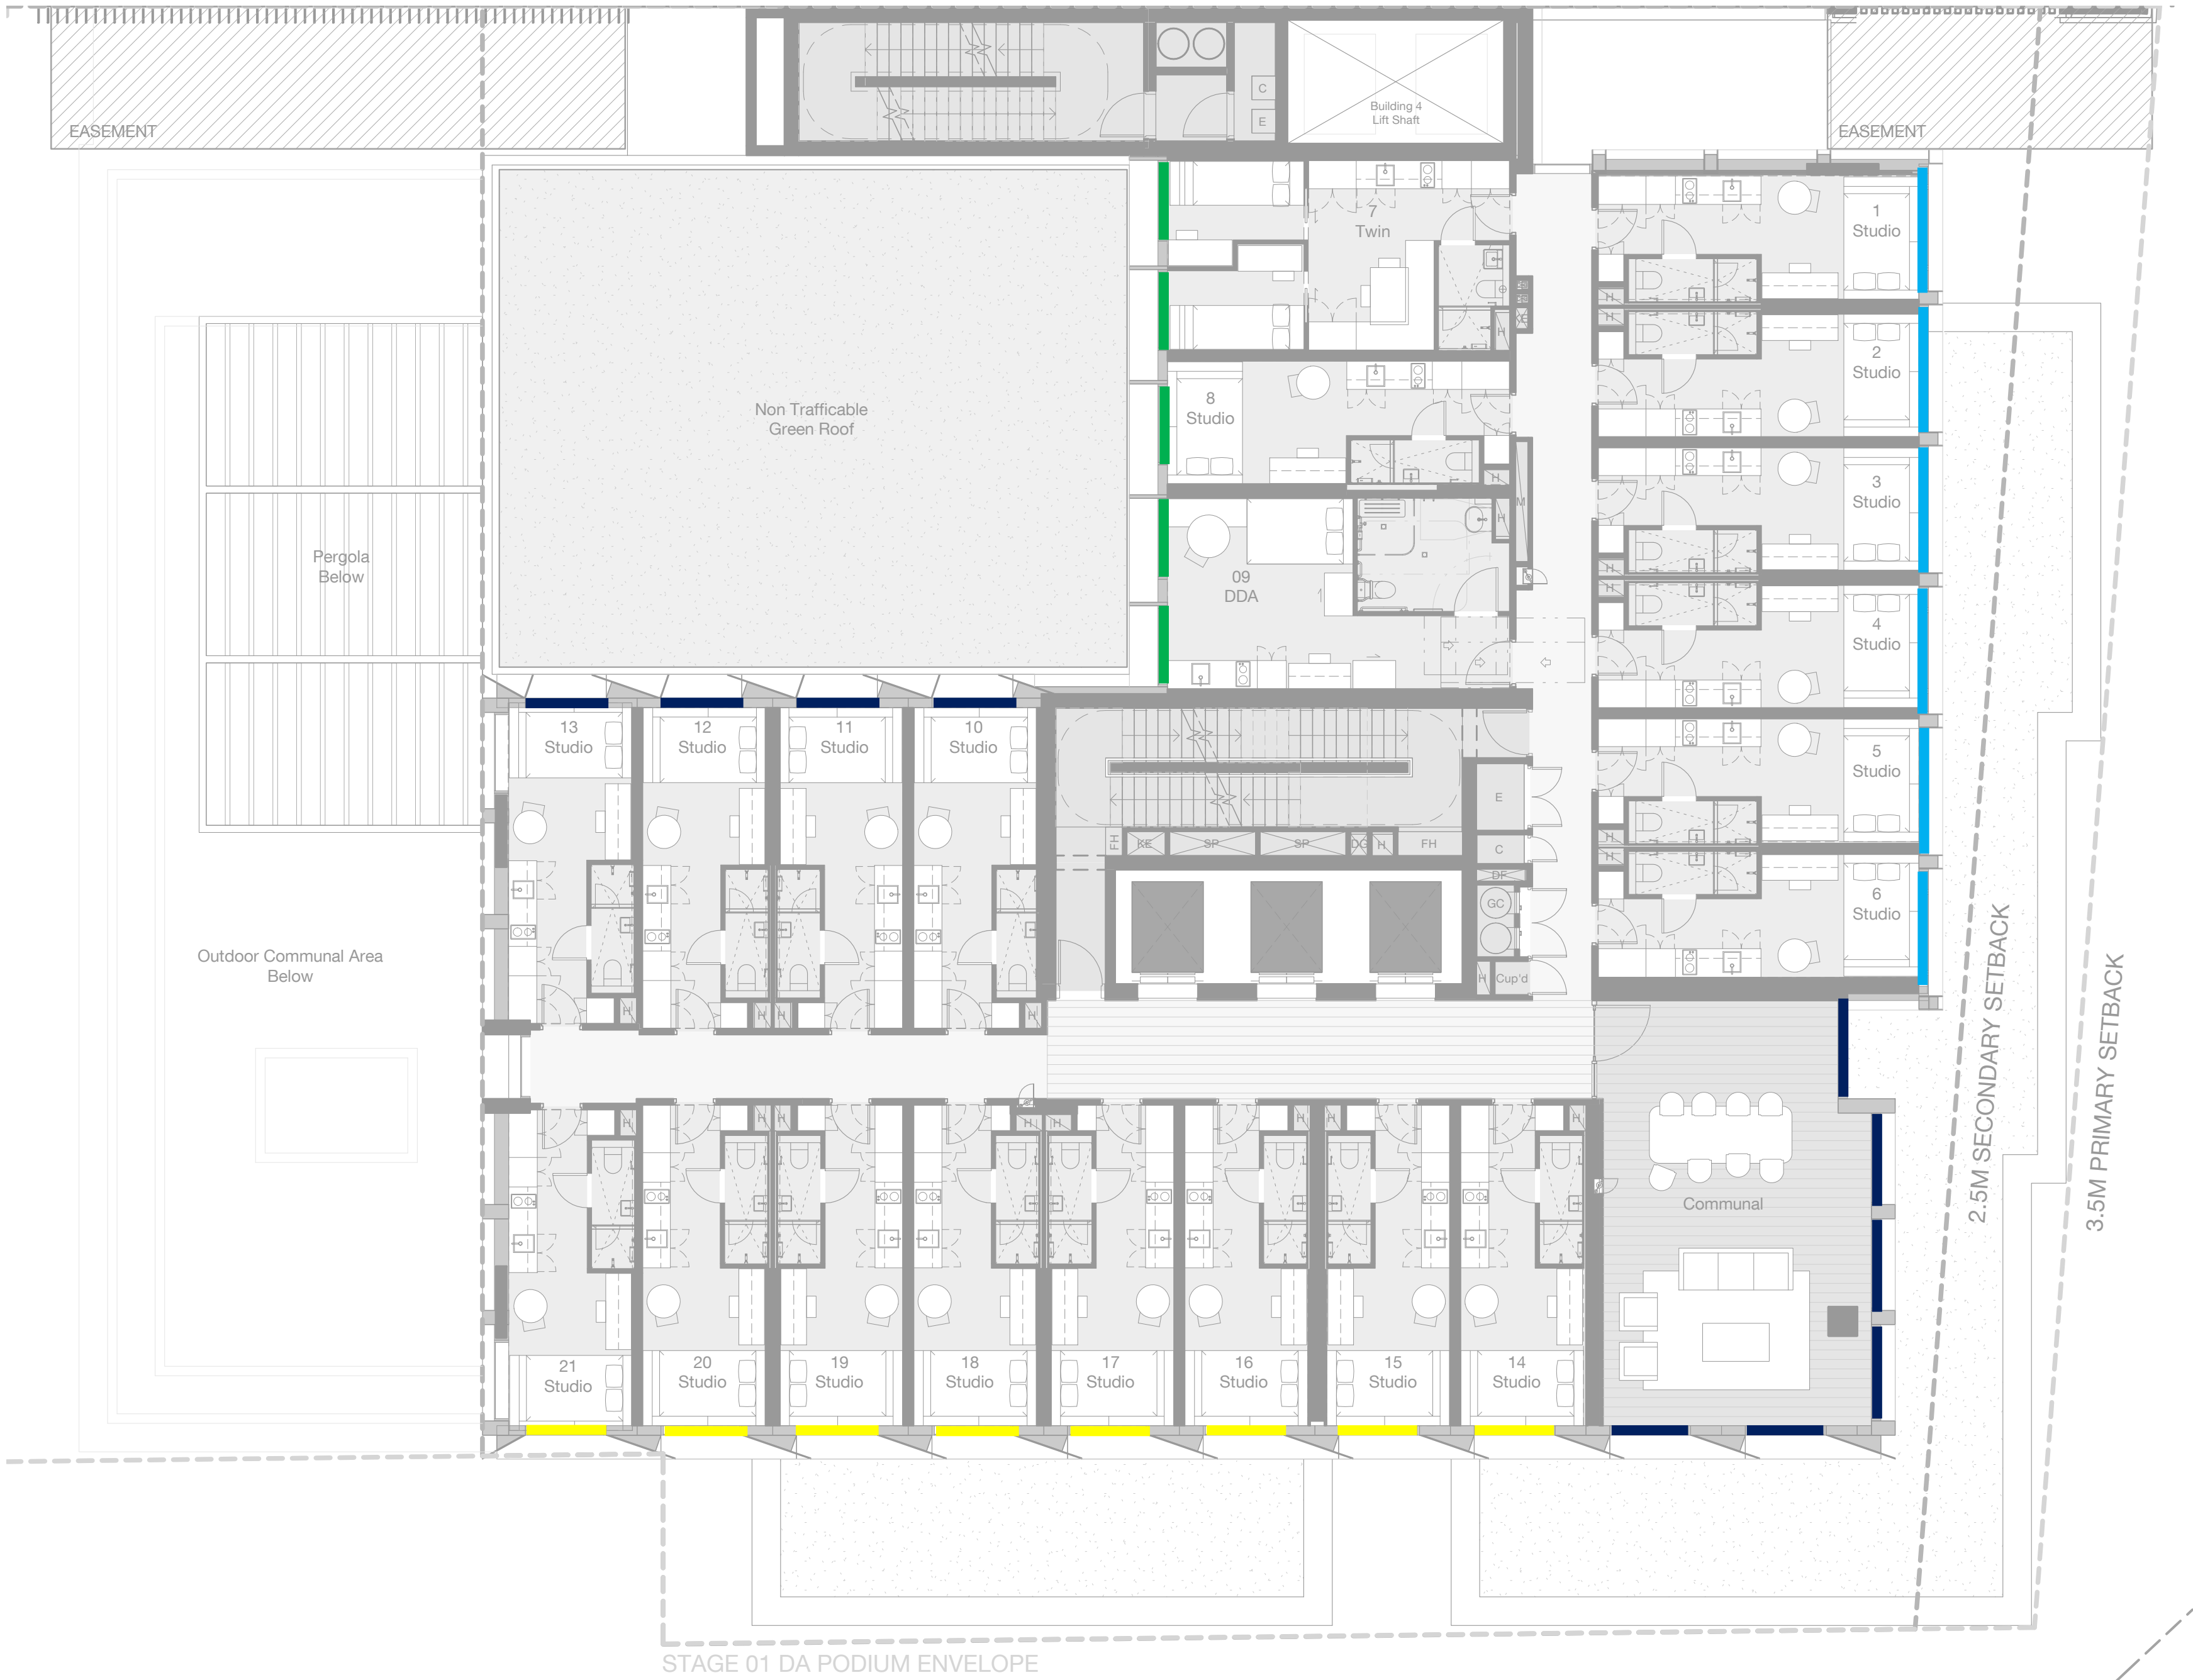 EASEMENT
C
E
Building 4
Lift Shaft
EASEMENT
7
Twin
1
Studio
H
H
H
2
Studio
Non Trafficable
Green Roof
8
Studio
H
M
3
Studio
H
H
H
Pergola
Below
09
DDA
4
Studio
13
Studio
12
Studio
11
Studio
10
Studio
5
Studio
E
FH
KE
SP
SP
DG
H
FH
C
H
H
DF
GC
6
Studio
Outdoor Communal Area
Below
H
Cup'd
H
H
H
H
2.5M SECONDARY SETBACK
3.5M PRIMARY SETBACK
H
H
H
H
H
H
H
H
Communal
21
Studio
20
Studio
19
Studio
18
Studio
17
Studio
16
Studio
15
Studio
14
Studio
STAGE 01 DA PODIUM ENVELOPE